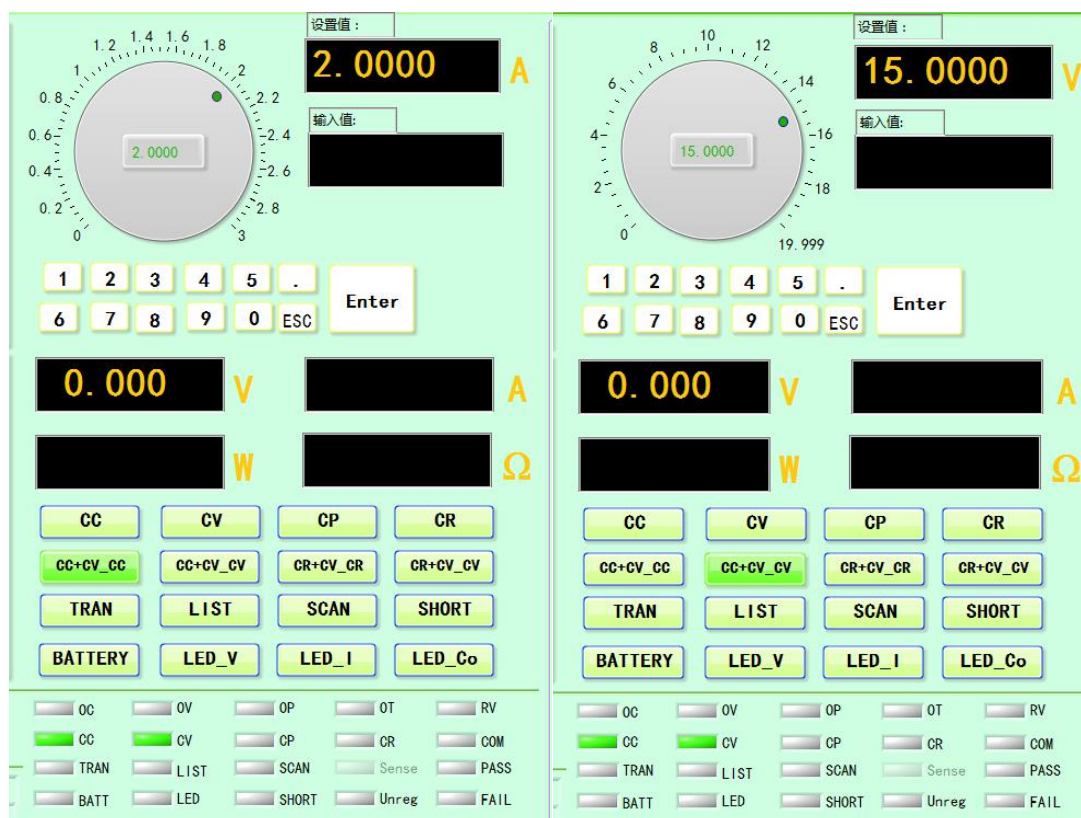 设置值：
2.0000 A
输入值:
0 0.2 0.4 0.6 0.8 1 1.2 1.4 1.6 1.8 2 2.2 2.4 2.6 2.8 3
2.0000
1 2 3 4 5 .
6 7 8 9 0 ESC
Enter
0.000 V A
W Ω
CC CV CP CR
CC+CV_CC CC+CV_CV CR+CV_CR CR+CV_CV
TRAN LIST SCAN SHORT
BATTERY LED_V LED_I LED_Co
OC OV OP OT RV
CC CV CP CR COM
TRAN LIST SCAN Sense PASS
BATT LED SHORT Unreg FAIL
设置值：
15.0000 V
输入值:
0 2 4 6 8 10 12 14 16 18 19.999
15.0000
1 2 3 4 5 .
6 7 8 9 0 ESC
Enter
0.000 V A
W Ω
CC CV CP CR
CC+CV_CC CC+CV_CV CR+CV_CR CR+CV_CV
TRAN LIST SCAN SHORT
BATTERY LED_V LED_I LED_Co
OC OV OP OT RV
CC CV CP CR COM
TRAN LIST SCAN Sense PASS
BATT LED SHORT Unreg FAIL